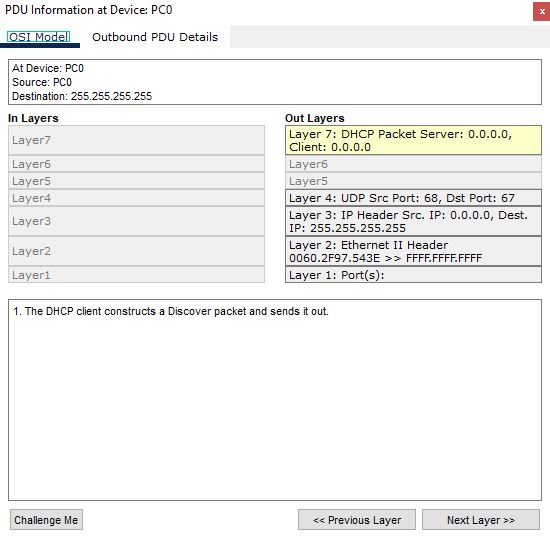 PDU Information at Device: PC0
x
OSI Model Outbound PDU Details
At Device: PC0
Source: PC0
Destination: 255.255.255.255
In Layers
Layer7
Layer6
Layer5
Layer4
Layer3
Layer2
Layer1
Out Layers
Layer 7: DHCP Packet Server: 0.0.0.0,
Client: 0.0.0.0
Layer6
Layer5
Layer 4: UDP Src Port: 68, Dst Port: 67
Layer 3: IP Header Src. IP: 0.0.0.0, Dest.
IP: 255.255.255.255
Layer 2: Ethernet II Header
0060.2F97.543E >> FFFF.FFFF.FFFF
Layer 1: Port(s):
1. The DHCP client constructs a Discover packet and sends it out.
Challenge Me
<< Previous Layer
Next Layer >>